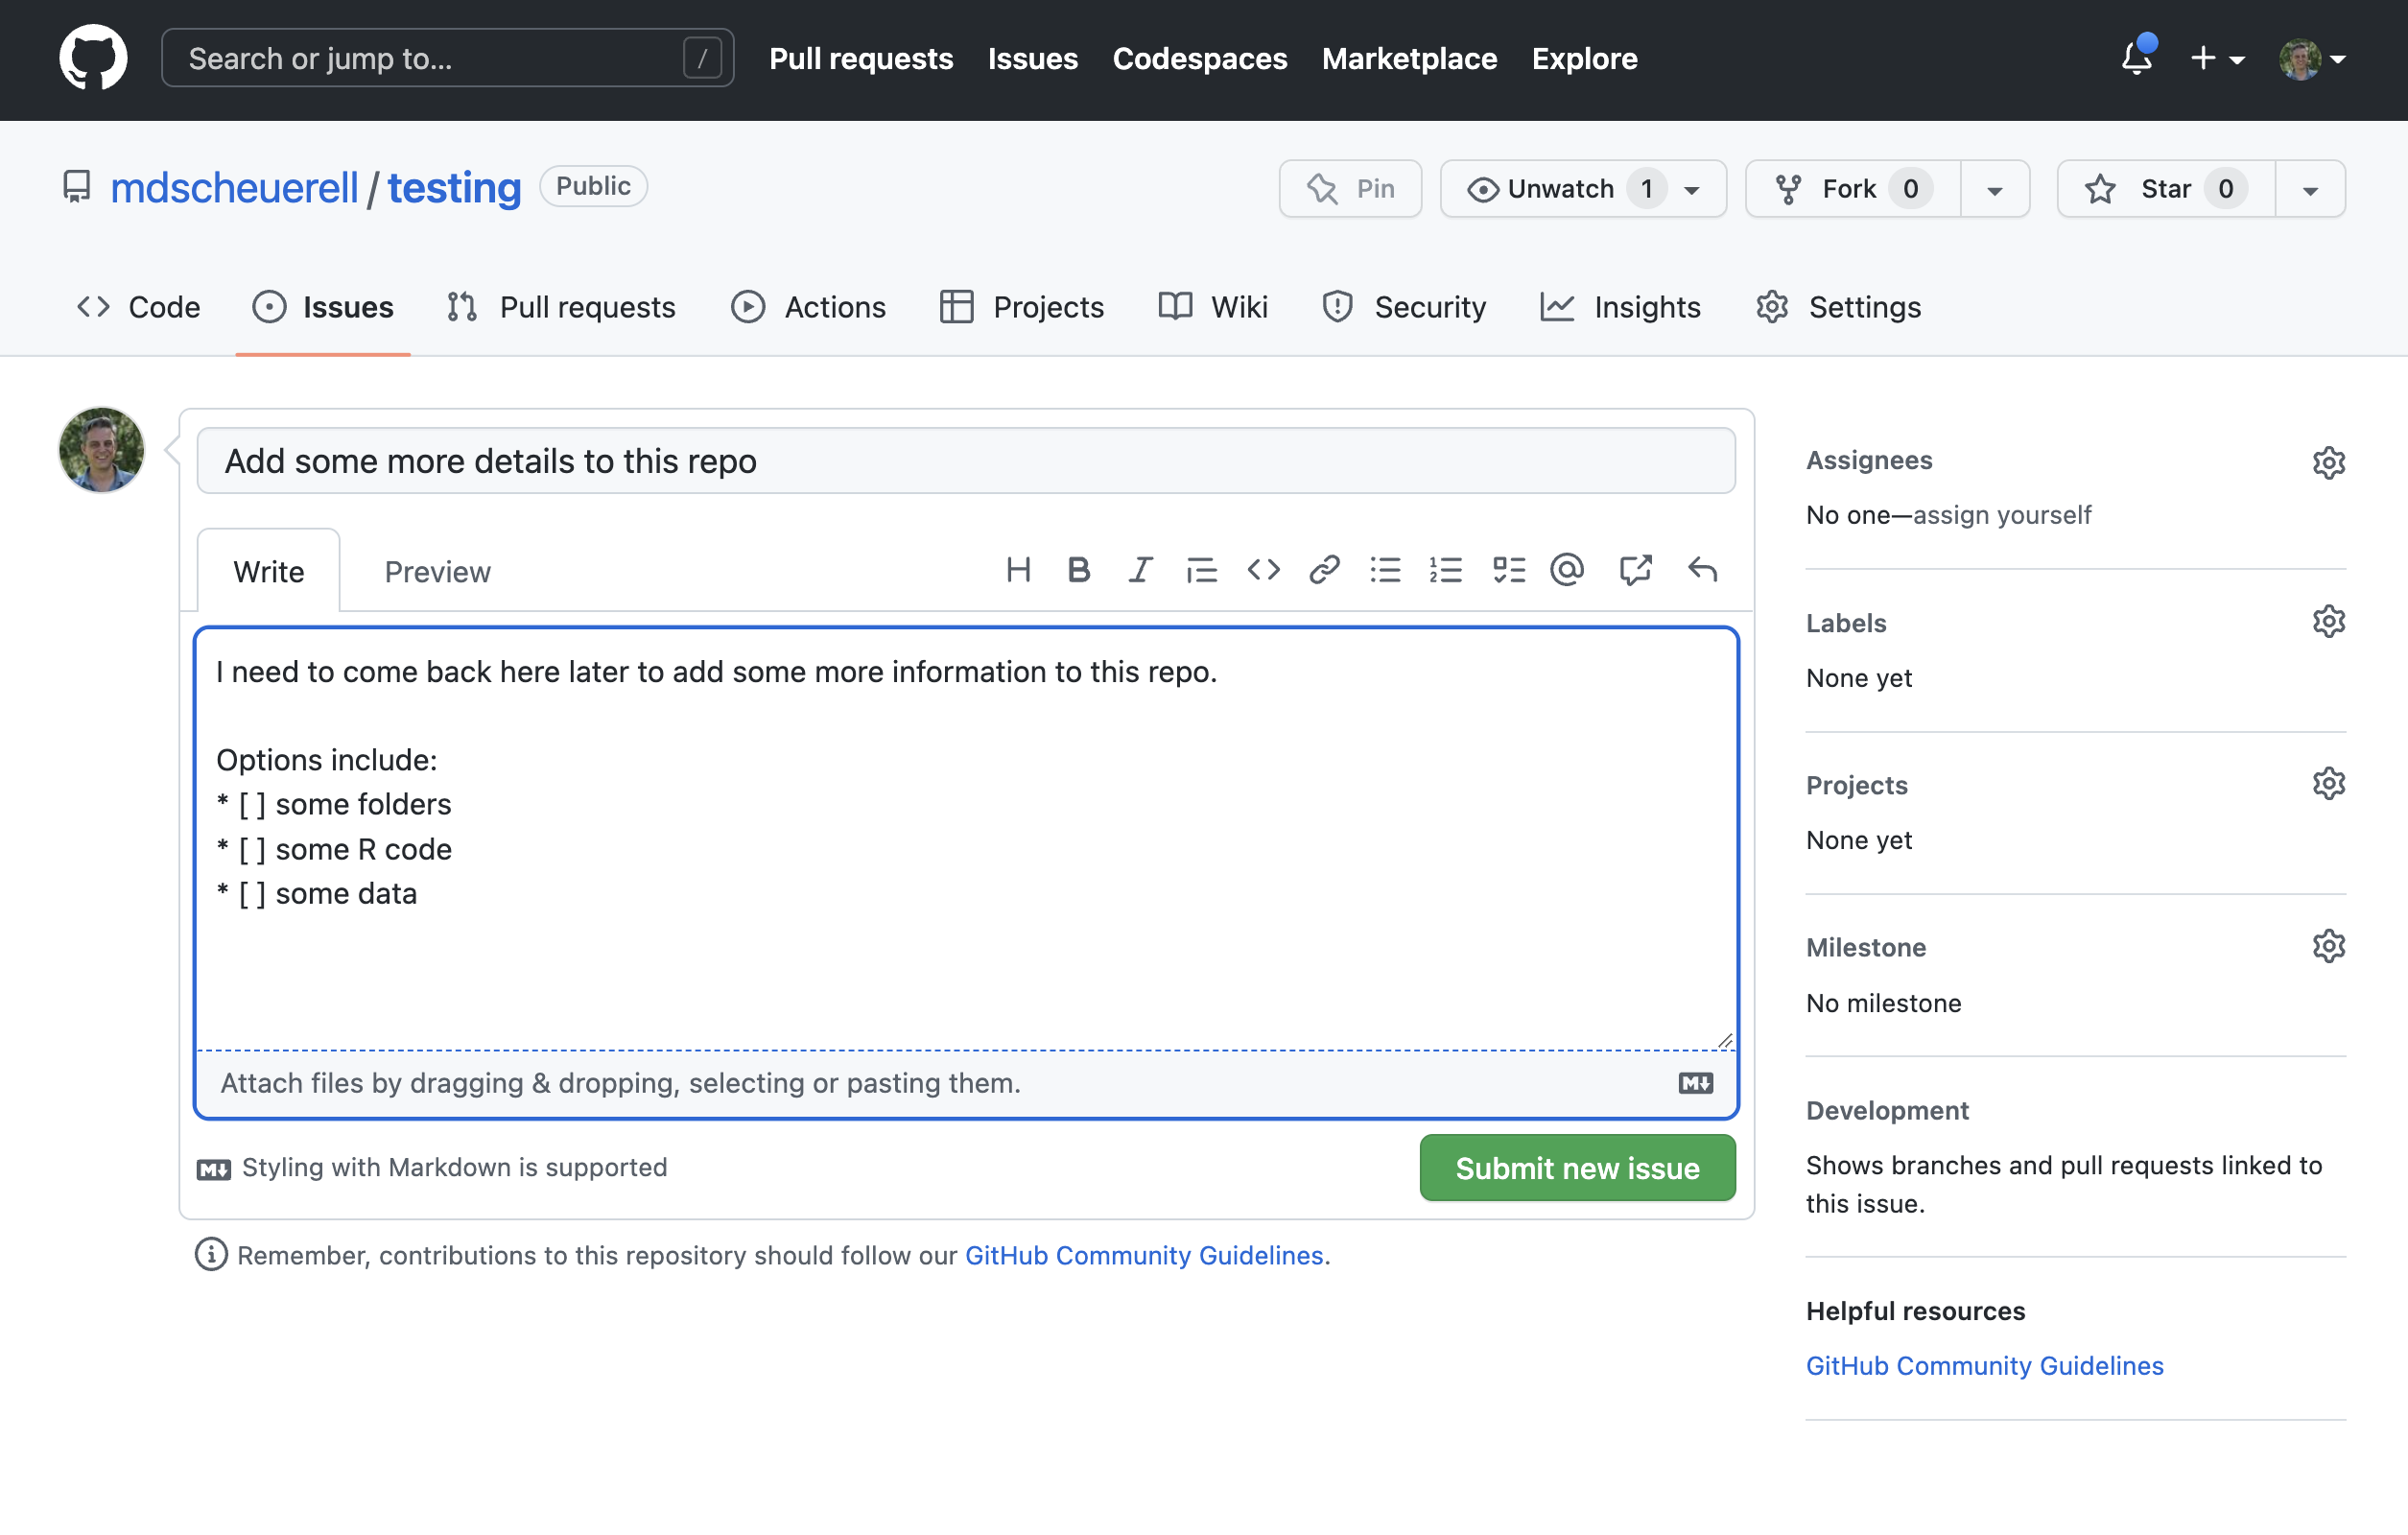 Search or jump to... /
Pull requests Issues Codespaces Marketplace Explore
mdscheuerell / testing Public
Pin Unwatch 1 Fork 0 Star 0
Code Issues Pull requests Actions Projects Wiki Security Insights Settings
Add some more details to this repo
Write Preview
I need to come back here later to add some more information to this repo.
Options include:
* [ ] some folders
* [ ] some R code
* [ ] some data
Attach files by dragging & dropping, selecting or pasting them.
Styling with Markdown is supported
Submit new issue
Remember, contributions to this repository should follow our GitHub Community Guidelines.
Assignees
No one—assign yourself
Labels
None yet
Projects
None yet
Milestone
No milestone
Development
Shows branches and pull requests linked to
this issue.
Helpful resources
GitHub Community Guidelines